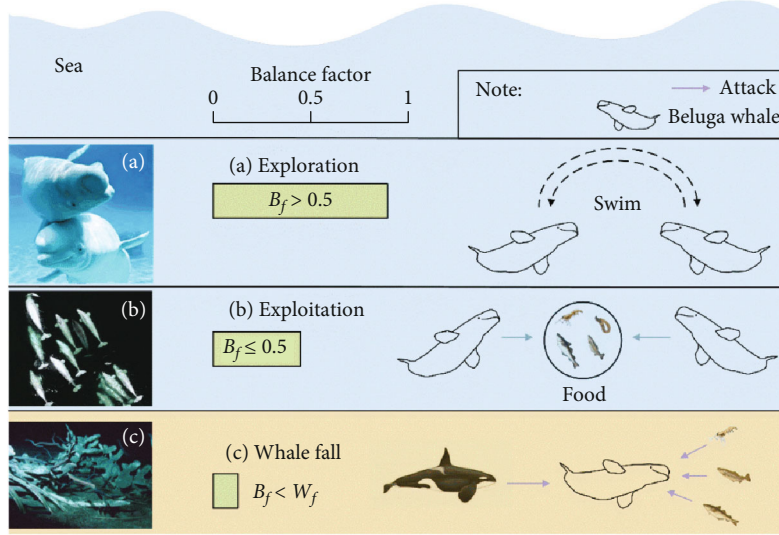 Sea
Balance factor
0 0.5 1
Note:
Attack
Beluga whale
(a)
(a) Exploration
B_f > 0.5
Swim
(b)
(b) Exploitation
B_f ≤ 0.5
Food
(c)
(c) Whale fall
B_f < W_f